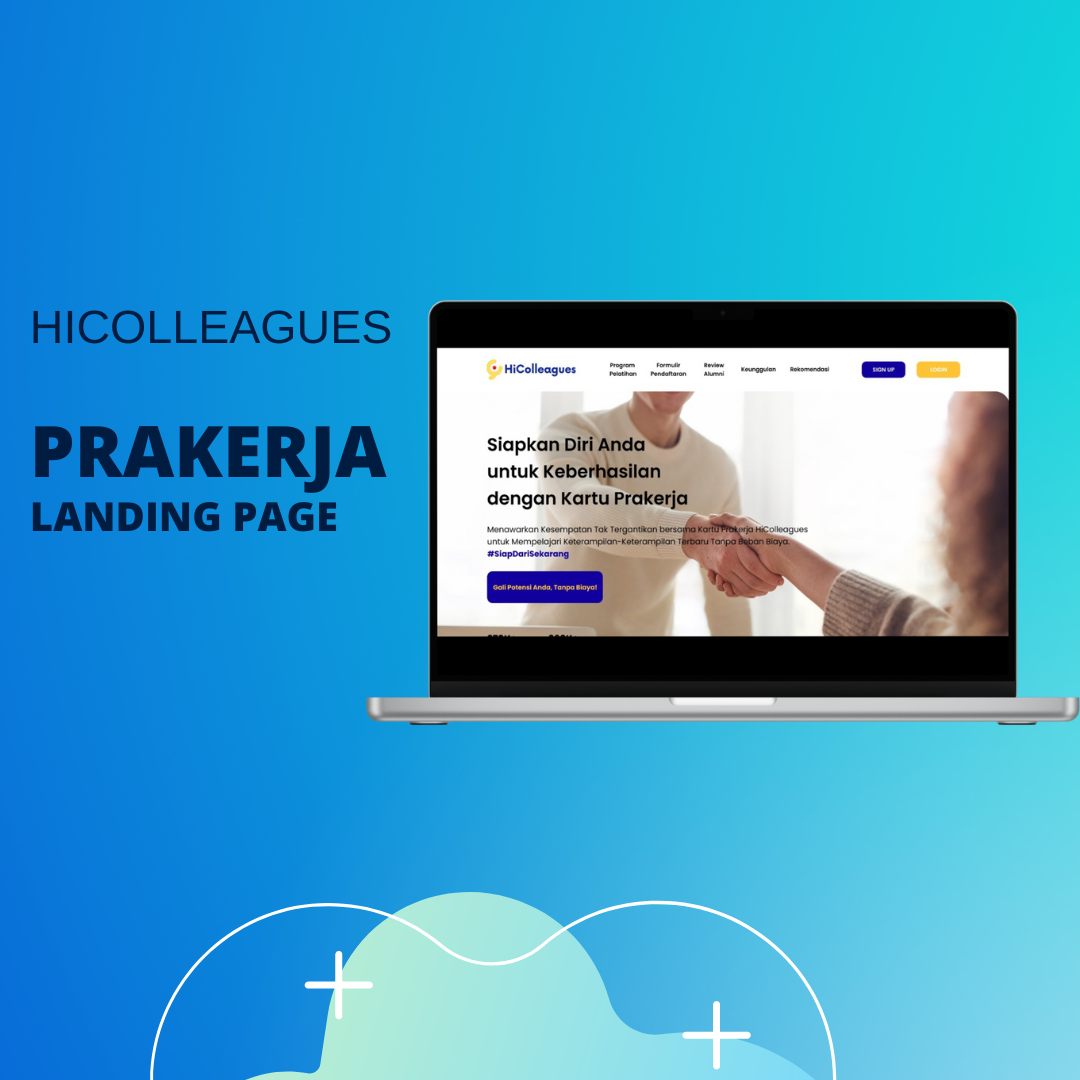 HICOLLEAGUES
PRAKERJA
LANDING PAGE
HiColleagues
Program
Pelatihan
Formulir
Pendaftaran
Review
Alumni
Keunggulan
Rekomendasi
SIGN UP
LOGIN
Siapkan Diri Anda
untuk Keberhasilan
dengan Kartu Prakerja
Menawarkan Kesempatan Tak Tergantikan bersama Kartu Prakerja HiColleagues
untuk Mempelajari Keterampilan-Keterampilan Terbaru Tanpa Beban Biaya.
#SiapDariSekarang
Gali Potensi Anda, Tanpa Biaya!